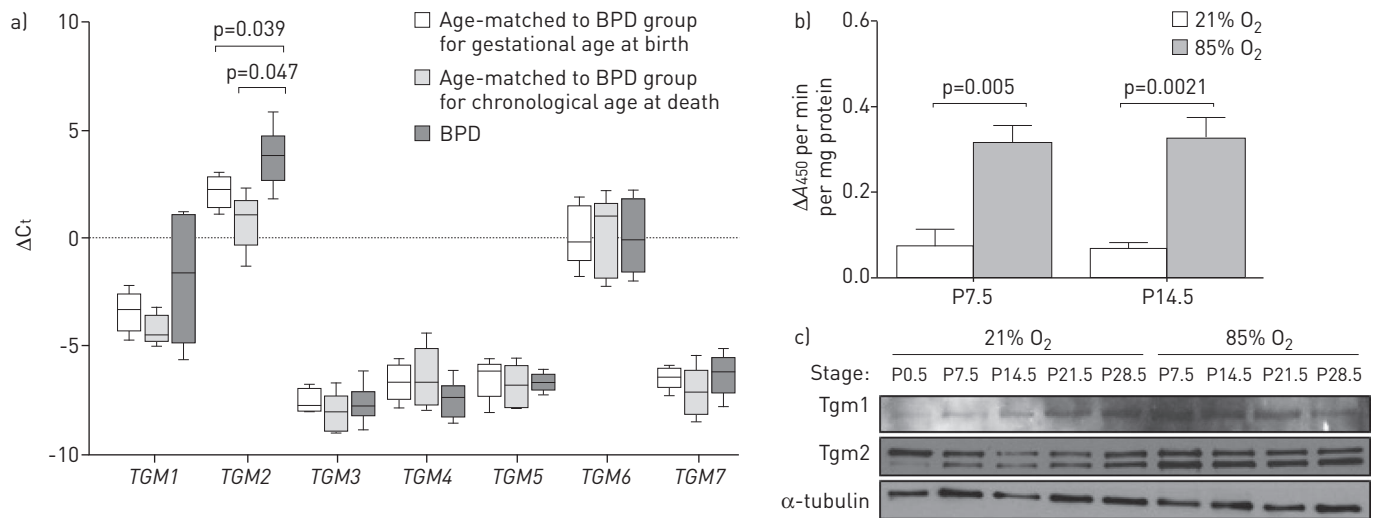 a)
10
5
0
-5
-10
ΔCt
p=0.039
p=0.047
Age-matched to BPD group
for gestational age at birth
Age-matched to BPD group
for chronological age at death
BPD
TGM1 TGM2 TGM3 TGM4 TGM5 TGM6 TGM7
b)
0.6
0.4
0.2
0.0
ΔA450 per min
per mg protein
21% O2
85% O2
p=0.005
p=0.0021
P7.5 P14.5
c)
21% O2 85% O2
Stage: P0.5 P7.5 P14.5 P21.5 P28.5 P7.5 P14.5 P21.5 P28.5
Tgm1
Tgm2
α-tubulin